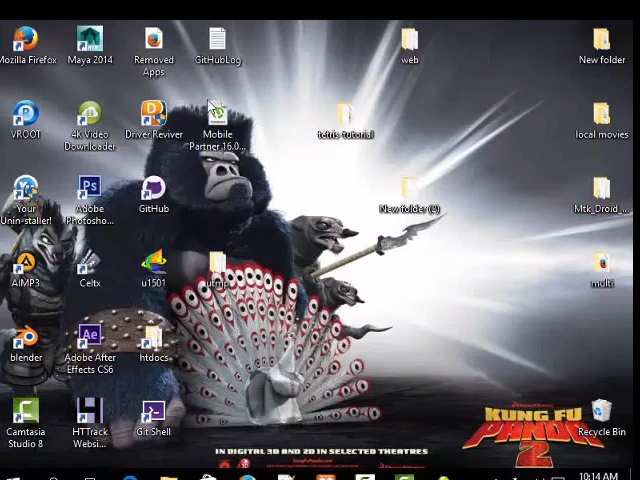 Mozilla Firefox
Maya 2014
Removed
Apps
GitHubLog
web
New folder
VROOT
4K Video
Downloader
Driver Reviver
Mobile
Partner 16.0...
tetris-tutorial
local movies
Your
Unin-staller!
Adobe
Photosho...
GitHub
New folder (3)
Mtk_Droid_...
AIMP3
Celtx
u1501
utmp
multi
blender
Adobe After
Effects CS6
htdocs
Camtasia
Studio 8
HTTrack
Websi...
Git Shell
KUNG FU
PANDA
2
Recycle Bin
IN DIGITAL 3D AND 2D IN SELECTED THEATRES
10:14 AM